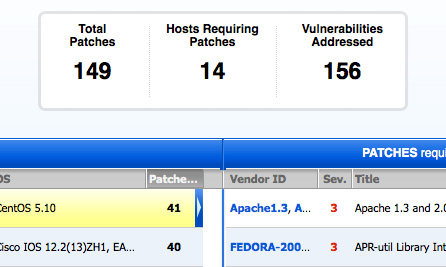 Total Patches
149
Hosts Requiring Patches
14
Vulnerabilities Addressed
156
PATCHES requi
OS Patche...
CentOS 5.10 41
Cisco IOS 12.2(13)ZH1, EA... 40
Vendor ID Sev. Title
Apache1.3, A... 3 Apache 1.3 and 2.0
FEDORA-200... 3 APR-util Library Int